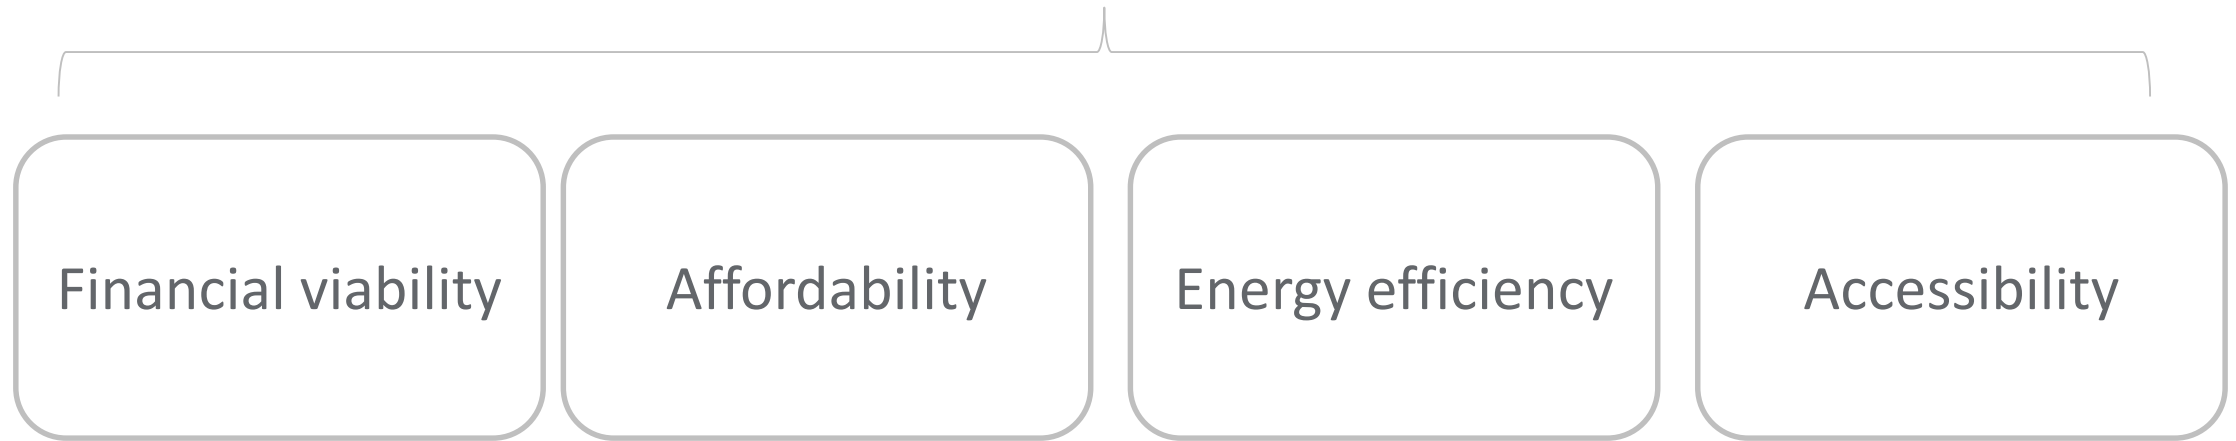 Financial viability
Affordability
Energy efficiency
Accessibility